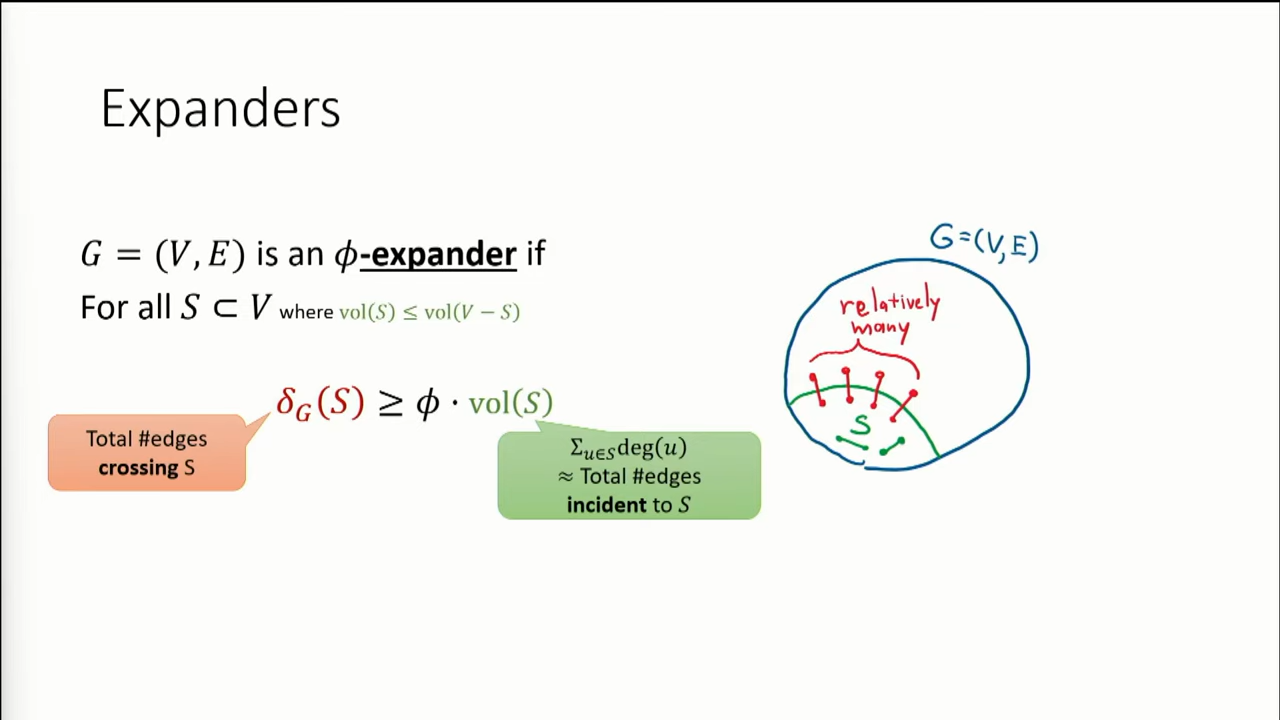 Expanders
G = (V, E) is an ϕ-expander if
For all S ⊂ V where vol(S) ≤ vol(V − S)
δ_G(S) ≥ ϕ · vol(S)
Total #edges
crossing S
Σ_{u∈S}deg(u)
≈ Total #edges
incident to S
G=(V,E)
relatively
many
S